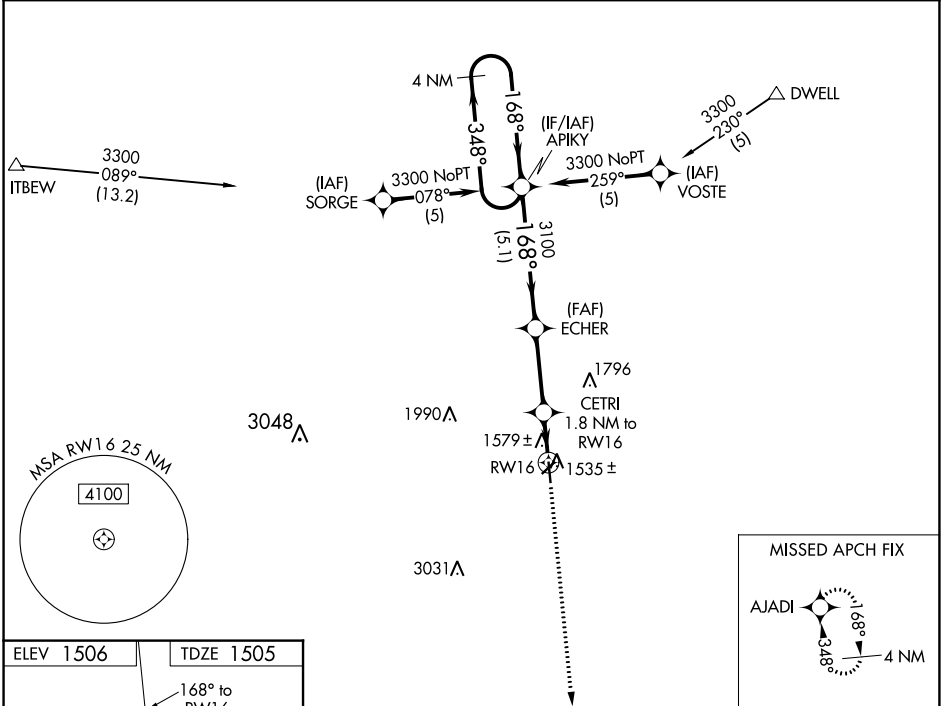 4 NM
168°
348°
(IF/IAF)
APIKY
DWELL
3300
230°
(5)
3300
089°
(13.2)
ITBEW
(IAF)
SORGE
3300 NoPT
078°
(5)
3300 NoPT
259°
(5)
(IAF)
VOSTE
3100
168°
(5.1)
(FAF)
ECHER
1796
CETRI
1.8 NM to
RW16
3048
1990
1579 ±
RW16
1535 ±
MSA RW16 25 NM
4100
3031
MISSED APCH FIX
AJADI
168°
348°
4 NM
ELEV 1506
TDZE 1505
168° to
RW16